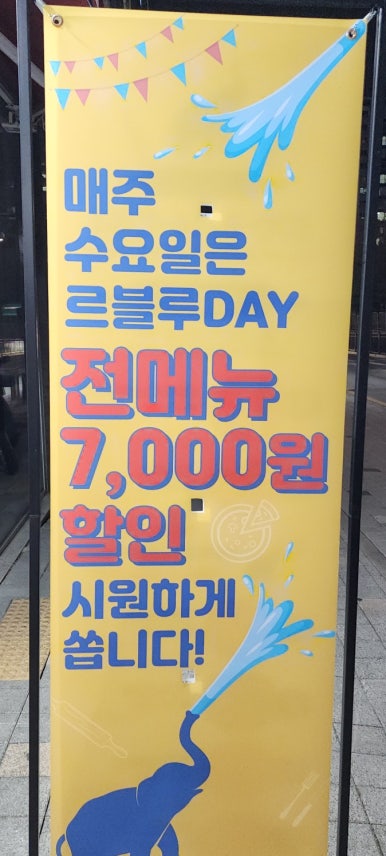 매주
수요일은
르블루DAY
전메뉴
7,000원
할인
시원하게
쏩니다!